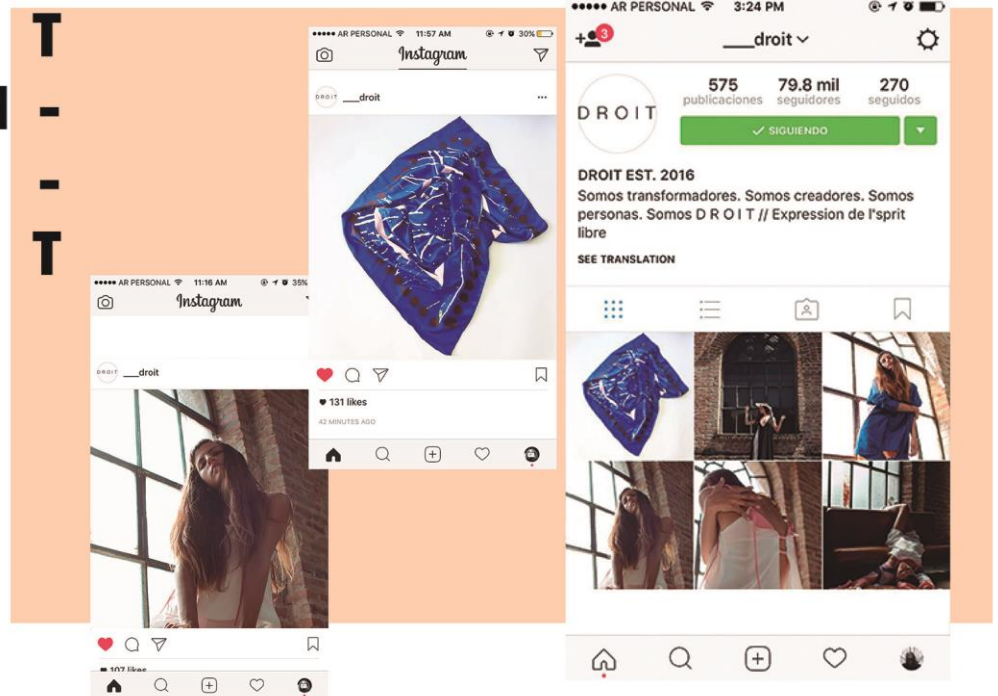 T
-
-
T
AR PERSONAL 11:16 AM 35%
Instagram
DROIT ___droit
107 likes
AR PERSONAL 11:57 AM 30%
Instagram
DROIT ___droit
131 likes
42 MINUTES AGO
AR PERSONAL 3:24 PM
3
___droit
DROIT
575 79.8 mil 270
publicaciones seguidores seguidos
SIGUIENDO
DROIT EST. 2016
Somos transformadores. Somos creadores. Somos
personas. Somos D R O I T // Expression de l'sprit
libre
SEE TRANSLATION